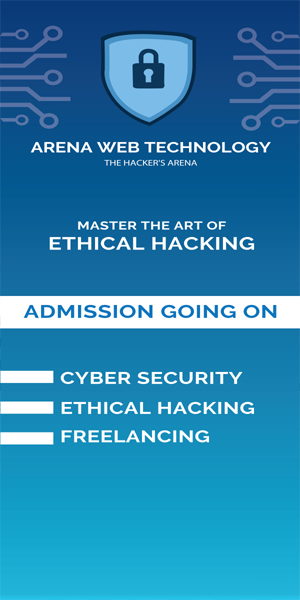 ARENA WEB TECHNOLOGY
THE HACKER'S ARENA
MASTER THE ART OF
ETHICAL HACKING
ADMISSION GOING ON
CYBER SECURITY
ETHICAL HACKING
FREELANCING